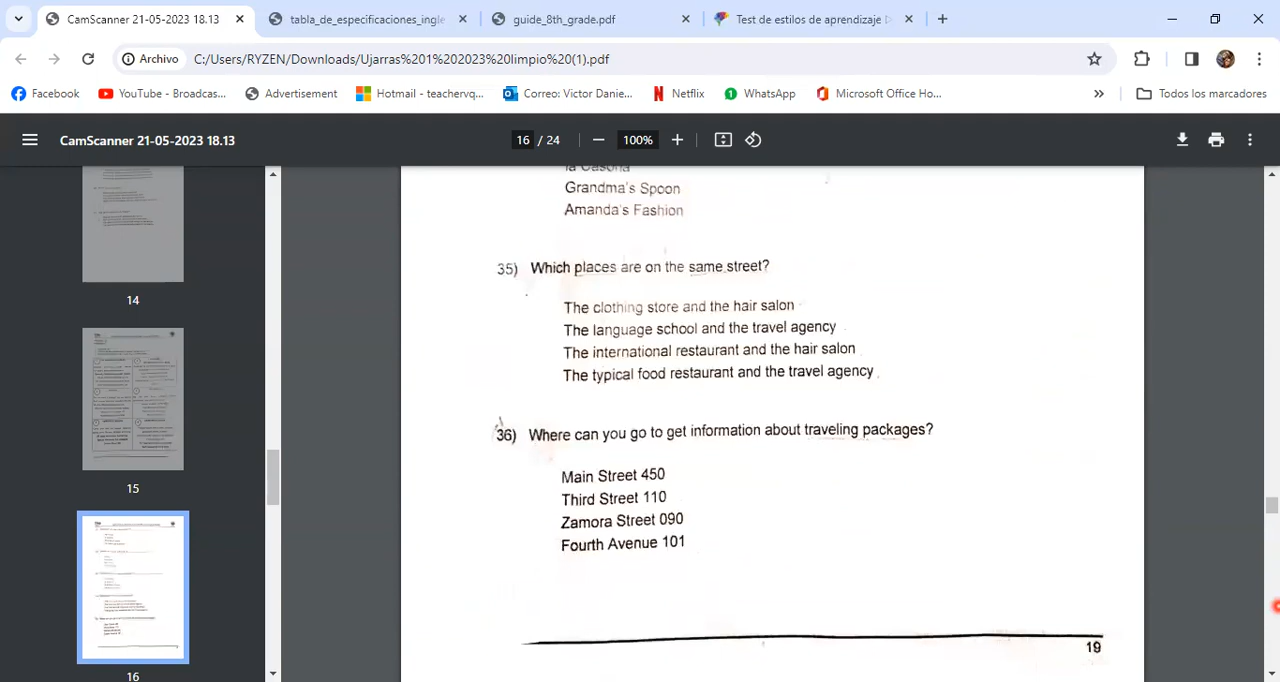 CamScanner 21-05-2023 18.13
tabla_de_especificaciones_ingle
guide_8th_grade.pdf
Test de estilos de aprendizaje
Archivo
C:/Users/RYZEN/Downloads/Ujarras%201%202023%20limpio%20(1).pdf
Facebook
YouTube - Broadcas...
Advertisement
Hotmail - teachervq...
Correo: Victor Danie...
Netflix
WhatsApp
Microsoft Office Ho...
»
Todos los marcadores
CamScanner 21-05-2023 18.13
16 / 24
100%
14
15
16
la Casona
Grandma's Spoon
Amanda's Fashion
35) Which places are on the same street?
The clothing store and the hair salon
The language school and the travel agency
The international restaurant and the hair salon
The typical food restaurant and the travel agency
36) Where can you go to get information about traveling packages?
Main Street 450
Third Street 110
Zamora Street 090
Fourth Avenue 101
19